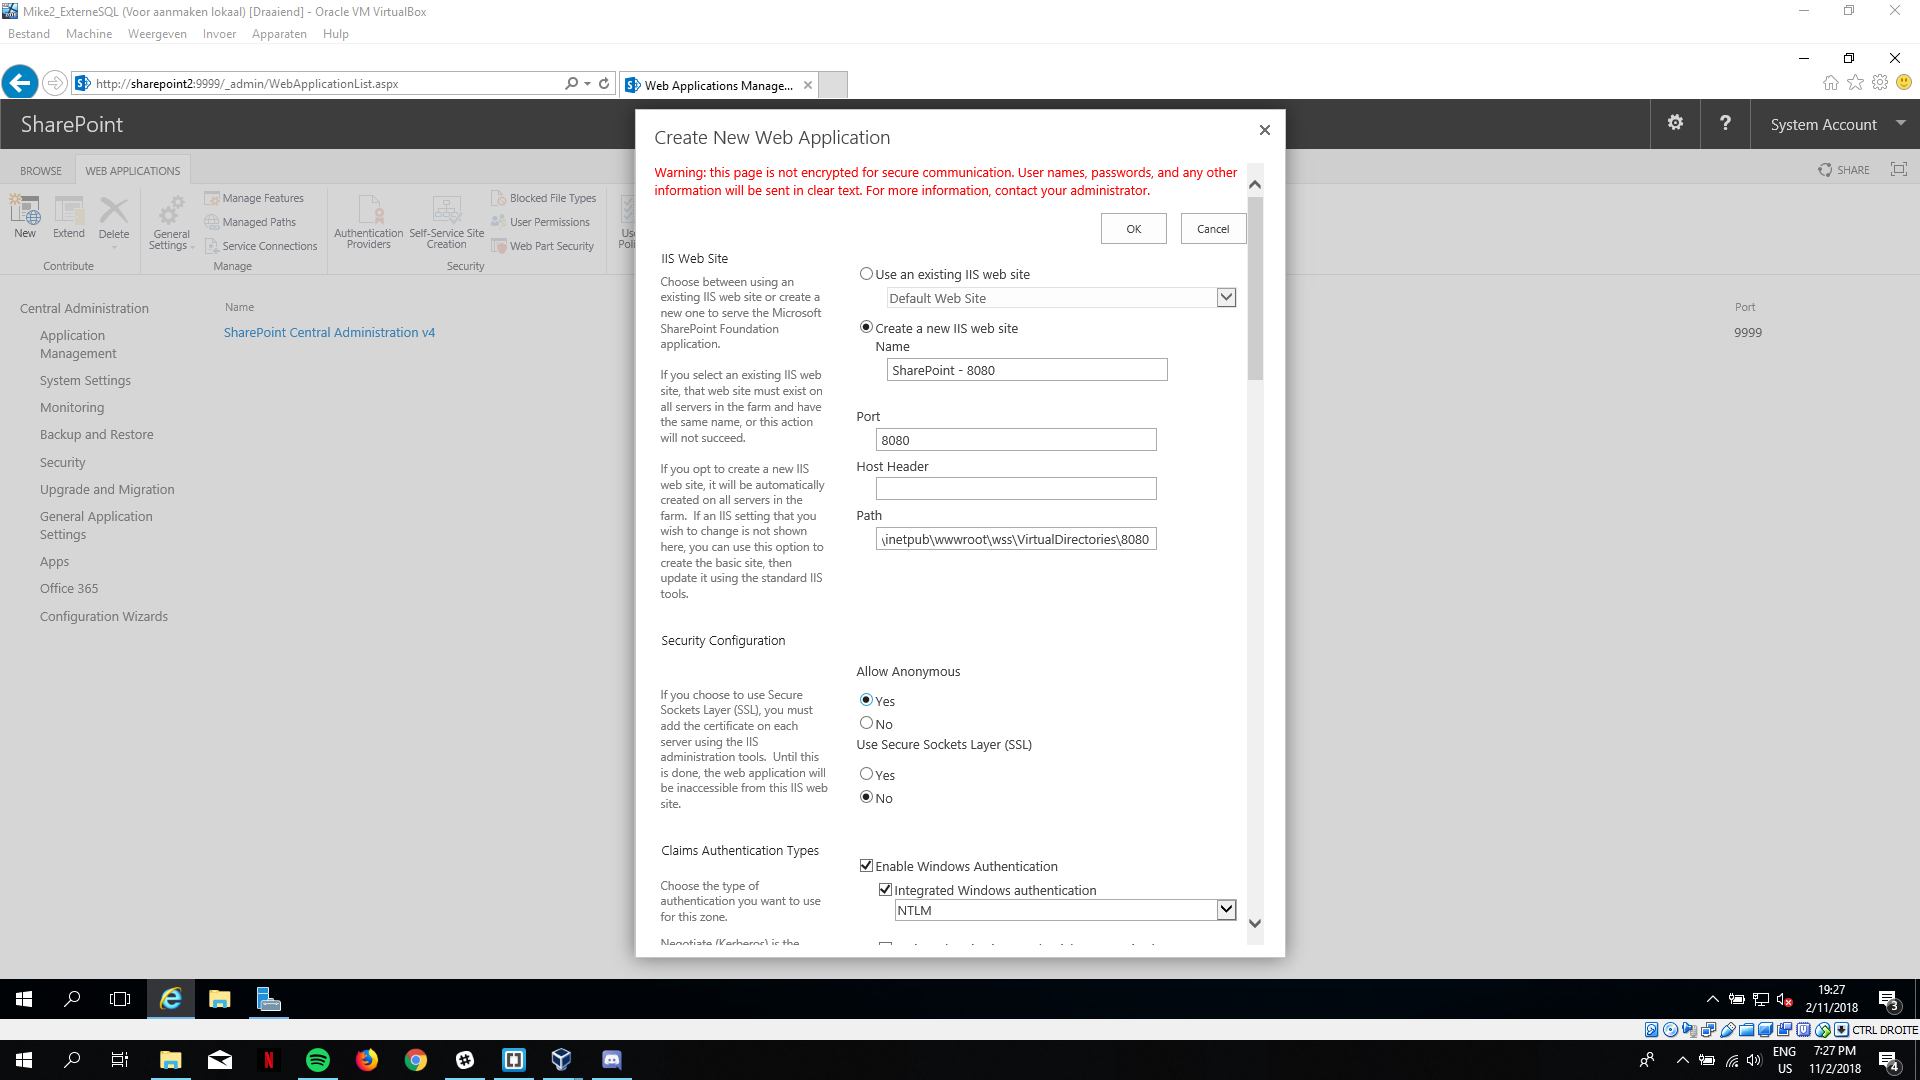 Mike2_ExterneSQL (Voor aanmaken lokaal) [Draaiend] - Oracle VM VirtualBox
Bestand Machine Weergeven Invoer Apparaten Hulp
http://sharepoint2:9999/_admin/WebApplicationList.aspx
Web Applications Manage...
SharePoint
System Account
BROWSE WEB APPLICATIONS
SHARE
New
Extend
Delete
Contribute
General
Settings
Manage Features
Managed Paths
Service Connections
Manage
Authentication
Providers
Self-Service Site
Creation
Blocked File Types
User Permissions
Web Part Security
Security
Central Administration
Application
Management
System Settings
Monitoring
Backup and Restore
Security
Upgrade and Migration
General Application
Settings
Apps
Office 365
Configuration Wizards
Name
SharePoint Central Administration v4
Port
9999
Create New Web Application
Warning: this page is not encrypted for secure communication. User names, passwords, and any other
information will be sent in clear text. For more information, contact your administrator.
OK Cancel
IIS Web Site
Choose between using an
existing IIS web site or create a
new one to serve the Microsoft
SharePoint Foundation
application.
If you select an existing IIS web
site, that web site must exist on
all servers in the farm and have
the same name, or this action
will not succeed.
If you opt to create a new IIS
web site, it will be automatically
created on all servers in the
farm. If an IIS setting that you
wish to change is not shown
here, you can use this option to
create the basic site, then
update it using the standard IIS
tools.
Use an existing IIS web site
Default Web Site
Create a new IIS web site
Name
SharePoint - 8080
Port
8080
Host Header
Path
\inetpub\wwwroot\wss\VirtualDirectories\8080
Security Configuration
If you choose to use Secure
Sockets Layer (SSL), you must
add the certificate on each
server using the IIS
administration tools. Until this
is done, the web application will
be inaccessible from this IIS web
site.
Allow Anonymous
Yes
No
Use Secure Sockets Layer (SSL)
Yes
No
Claims Authentication Types
Choose the type of
authentication you want to use
for this zone.
Negotiate (Kerberos) is the
Enable Windows Authentication
Integrated Windows authentication
NTLM
19:27
2/11/2018
3
CTRL DROITE
ENG
US
7:27 PM
11/2/2018
4